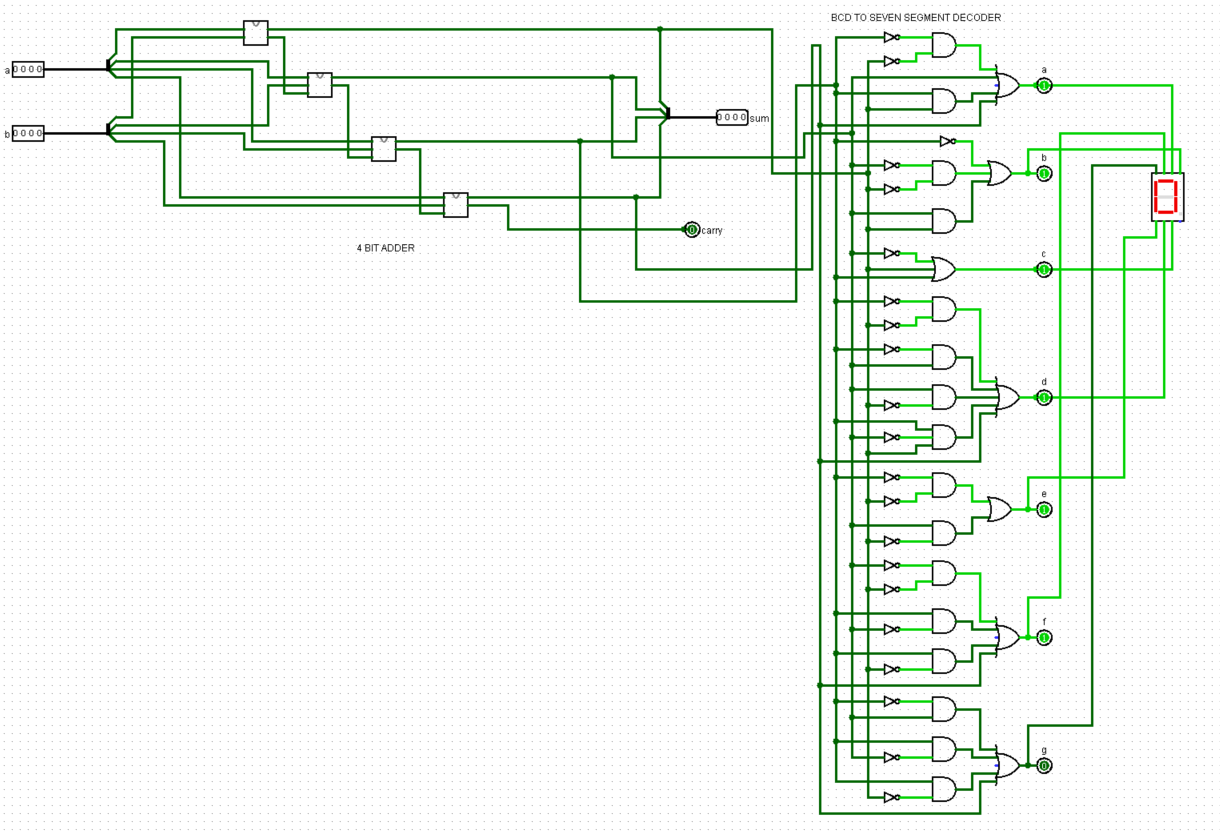 BCD TO SEVEN SEGMENT DECODER
a 0 0 0 0
b 0 0 0 0
0 0 0 0 sum
0 carry
4 BIT ADDER
a
1
b
1
c
1
d
1
e
1
f
1
g
0
0